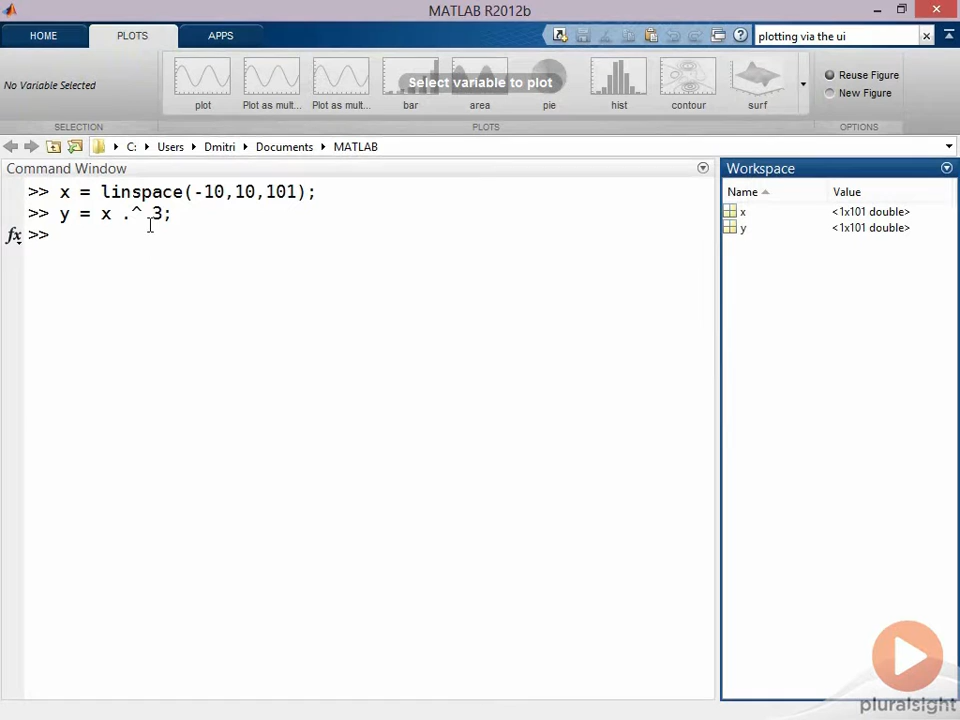 MATLAB R2012b
HOME PLOTS APPS plotting via the ui
No Variable Selected
plot Plot as mult... Plot as mult... bar area pie hist contour surf
Select variable to plot
Reuse Figure
New Figure
SELECTION PLOTS OPTIONS
C: Users Dmitri Documents MATLAB
Command Window
>> x = linspace(-10,10,101);
>> y = x .^ 3;
fx >>
Workspace
Name Value
x <1x101 double>
y <1x101 double>
pluralsight